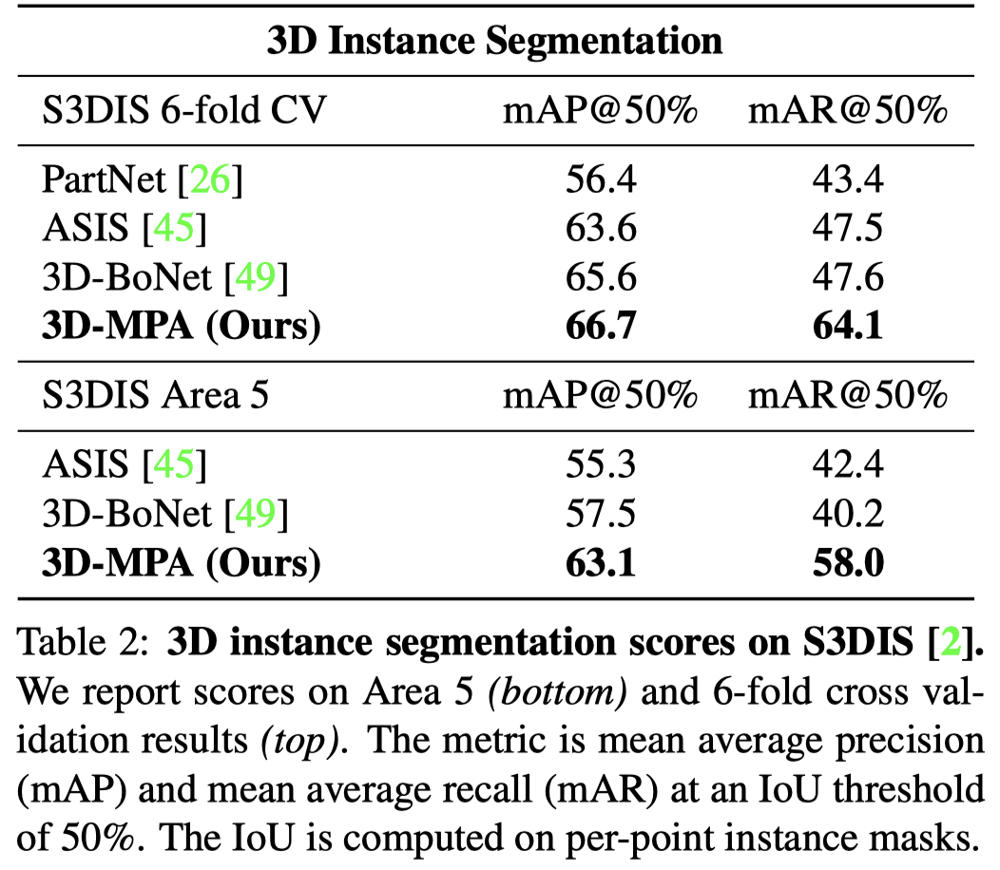 3D Instance Segmentation
S3DIS 6-fold CV mAP@50% mAR@50%
PartNet [26] 56.4 43.4
ASIS [45] 63.6 47.5
3D-BoNet [49] 65.6 47.6
3D-MPA (Ours) 66.7 64.1
S3DIS Area 5 mAP@50% mAR@50%
ASIS [45] 55.3 42.4
3D-BoNet [49] 57.5 40.2
3D-MPA (Ours) 63.1 58.0
Table 2: 3D instance segmentation scores on S3DIS [2].
We report scores on Area 5 (bottom) and 6-fold cross val-
idation results (top). The metric is mean average precision
(mAP) and mean average recall (mAR) at an IoU threshold
of 50%. The IoU is computed on per-point instance masks.